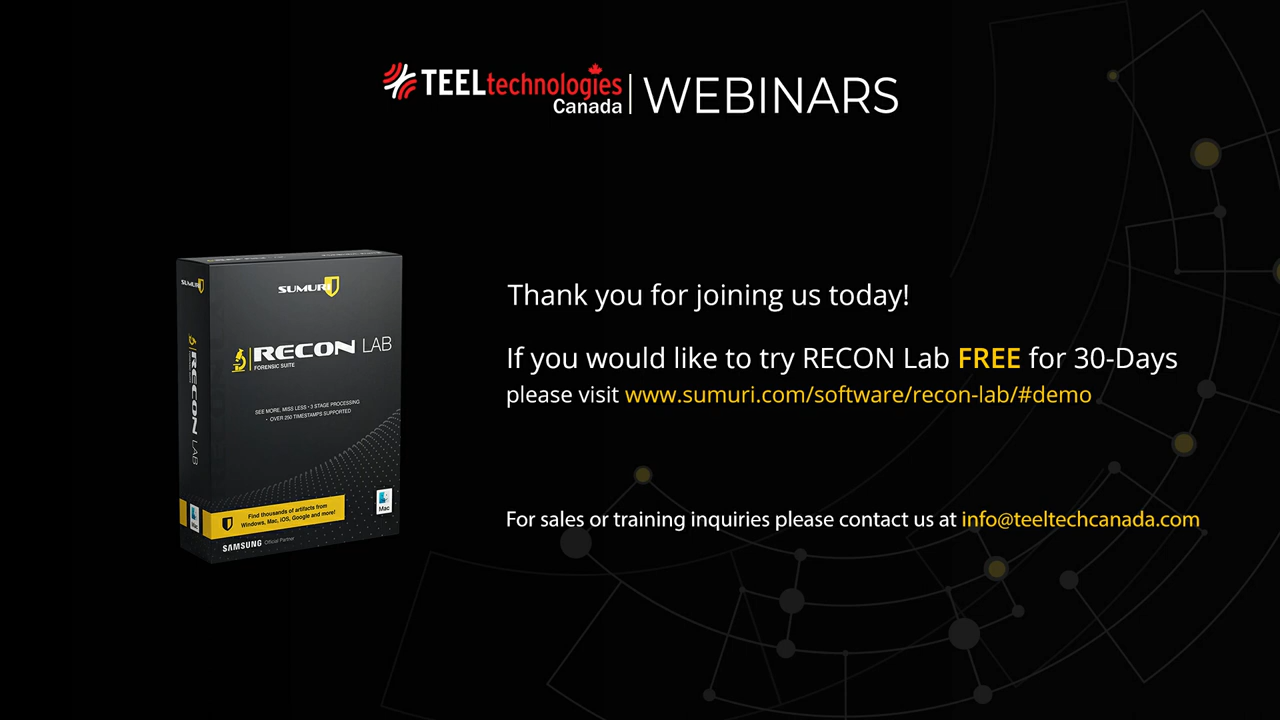 TEELtechnologies
Canada
WEBINARS
SUMURI
SUMURI
RECON LAB
FORENSIC SUITE
RECON LAB
SEE MORE, MISS LESS • 3 STAGE PROCESSING
• OVER 250 TIMESTAMPS SUPPORTED
Find thousands of artifacts from
Windows, Mac, iOS, Google and more!
Mac
Mac
SAMSUNG Official Partner
Thank you for joining us today!
If you would like to try RECON Lab FREE for 30-Days
please visit www.sumuri.com/software/recon-lab/#demo
For sales or training inquiries please contact us at info@teeltechcanada.com